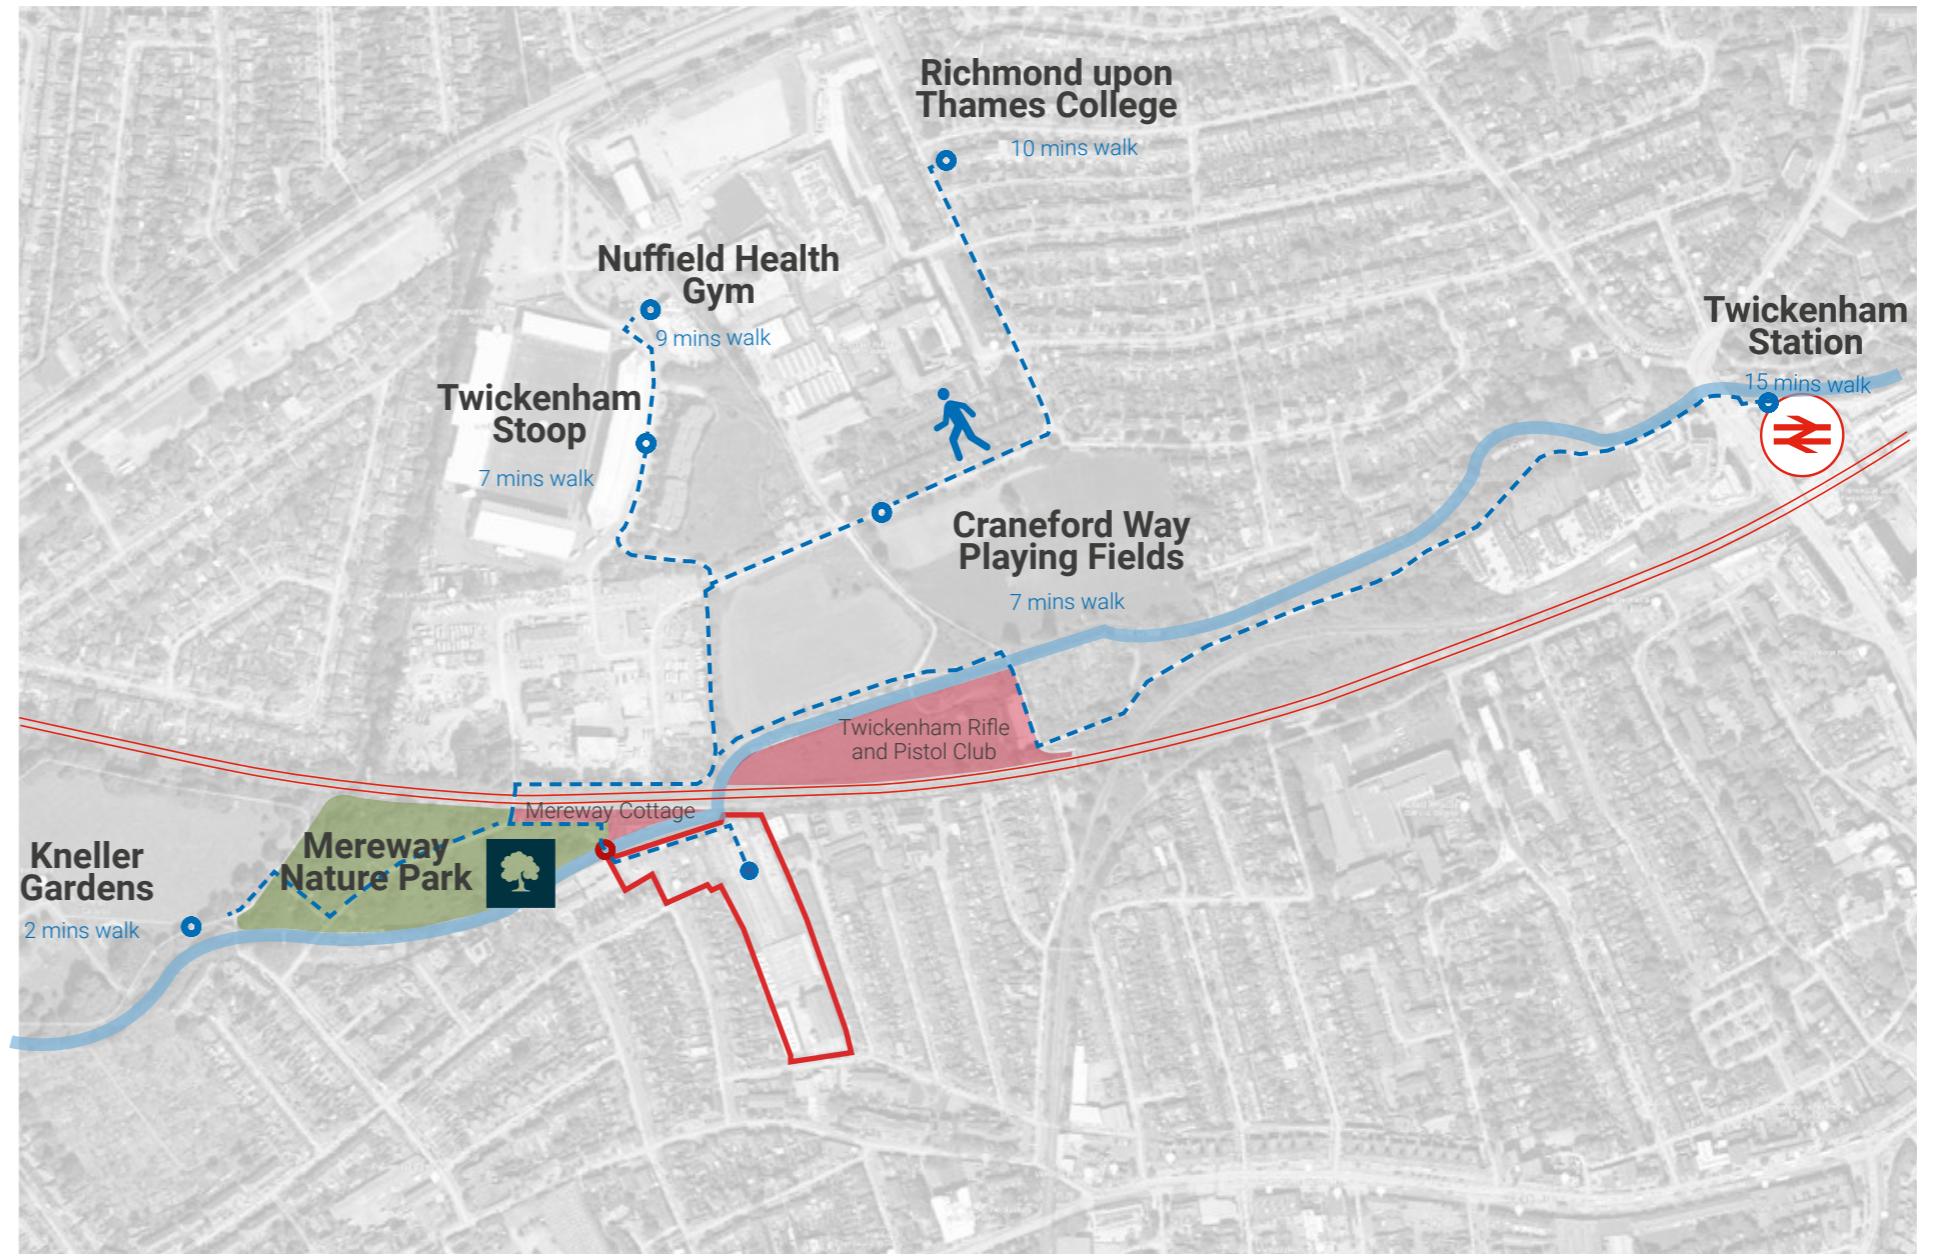 Richmond upon
Thames College
10 mins walk
Nuffield Health
Gym
9 mins walk
Twickenham
Station
15 mins walk
Twickenham
Stoop
7 mins walk
Craneford Way
Playing Fields
7 mins walk
Twickenham Rifle
and Pistol Club
Mereway Cottage
Mereway
Nature Park
Kneller
Gardens
2 mins walk